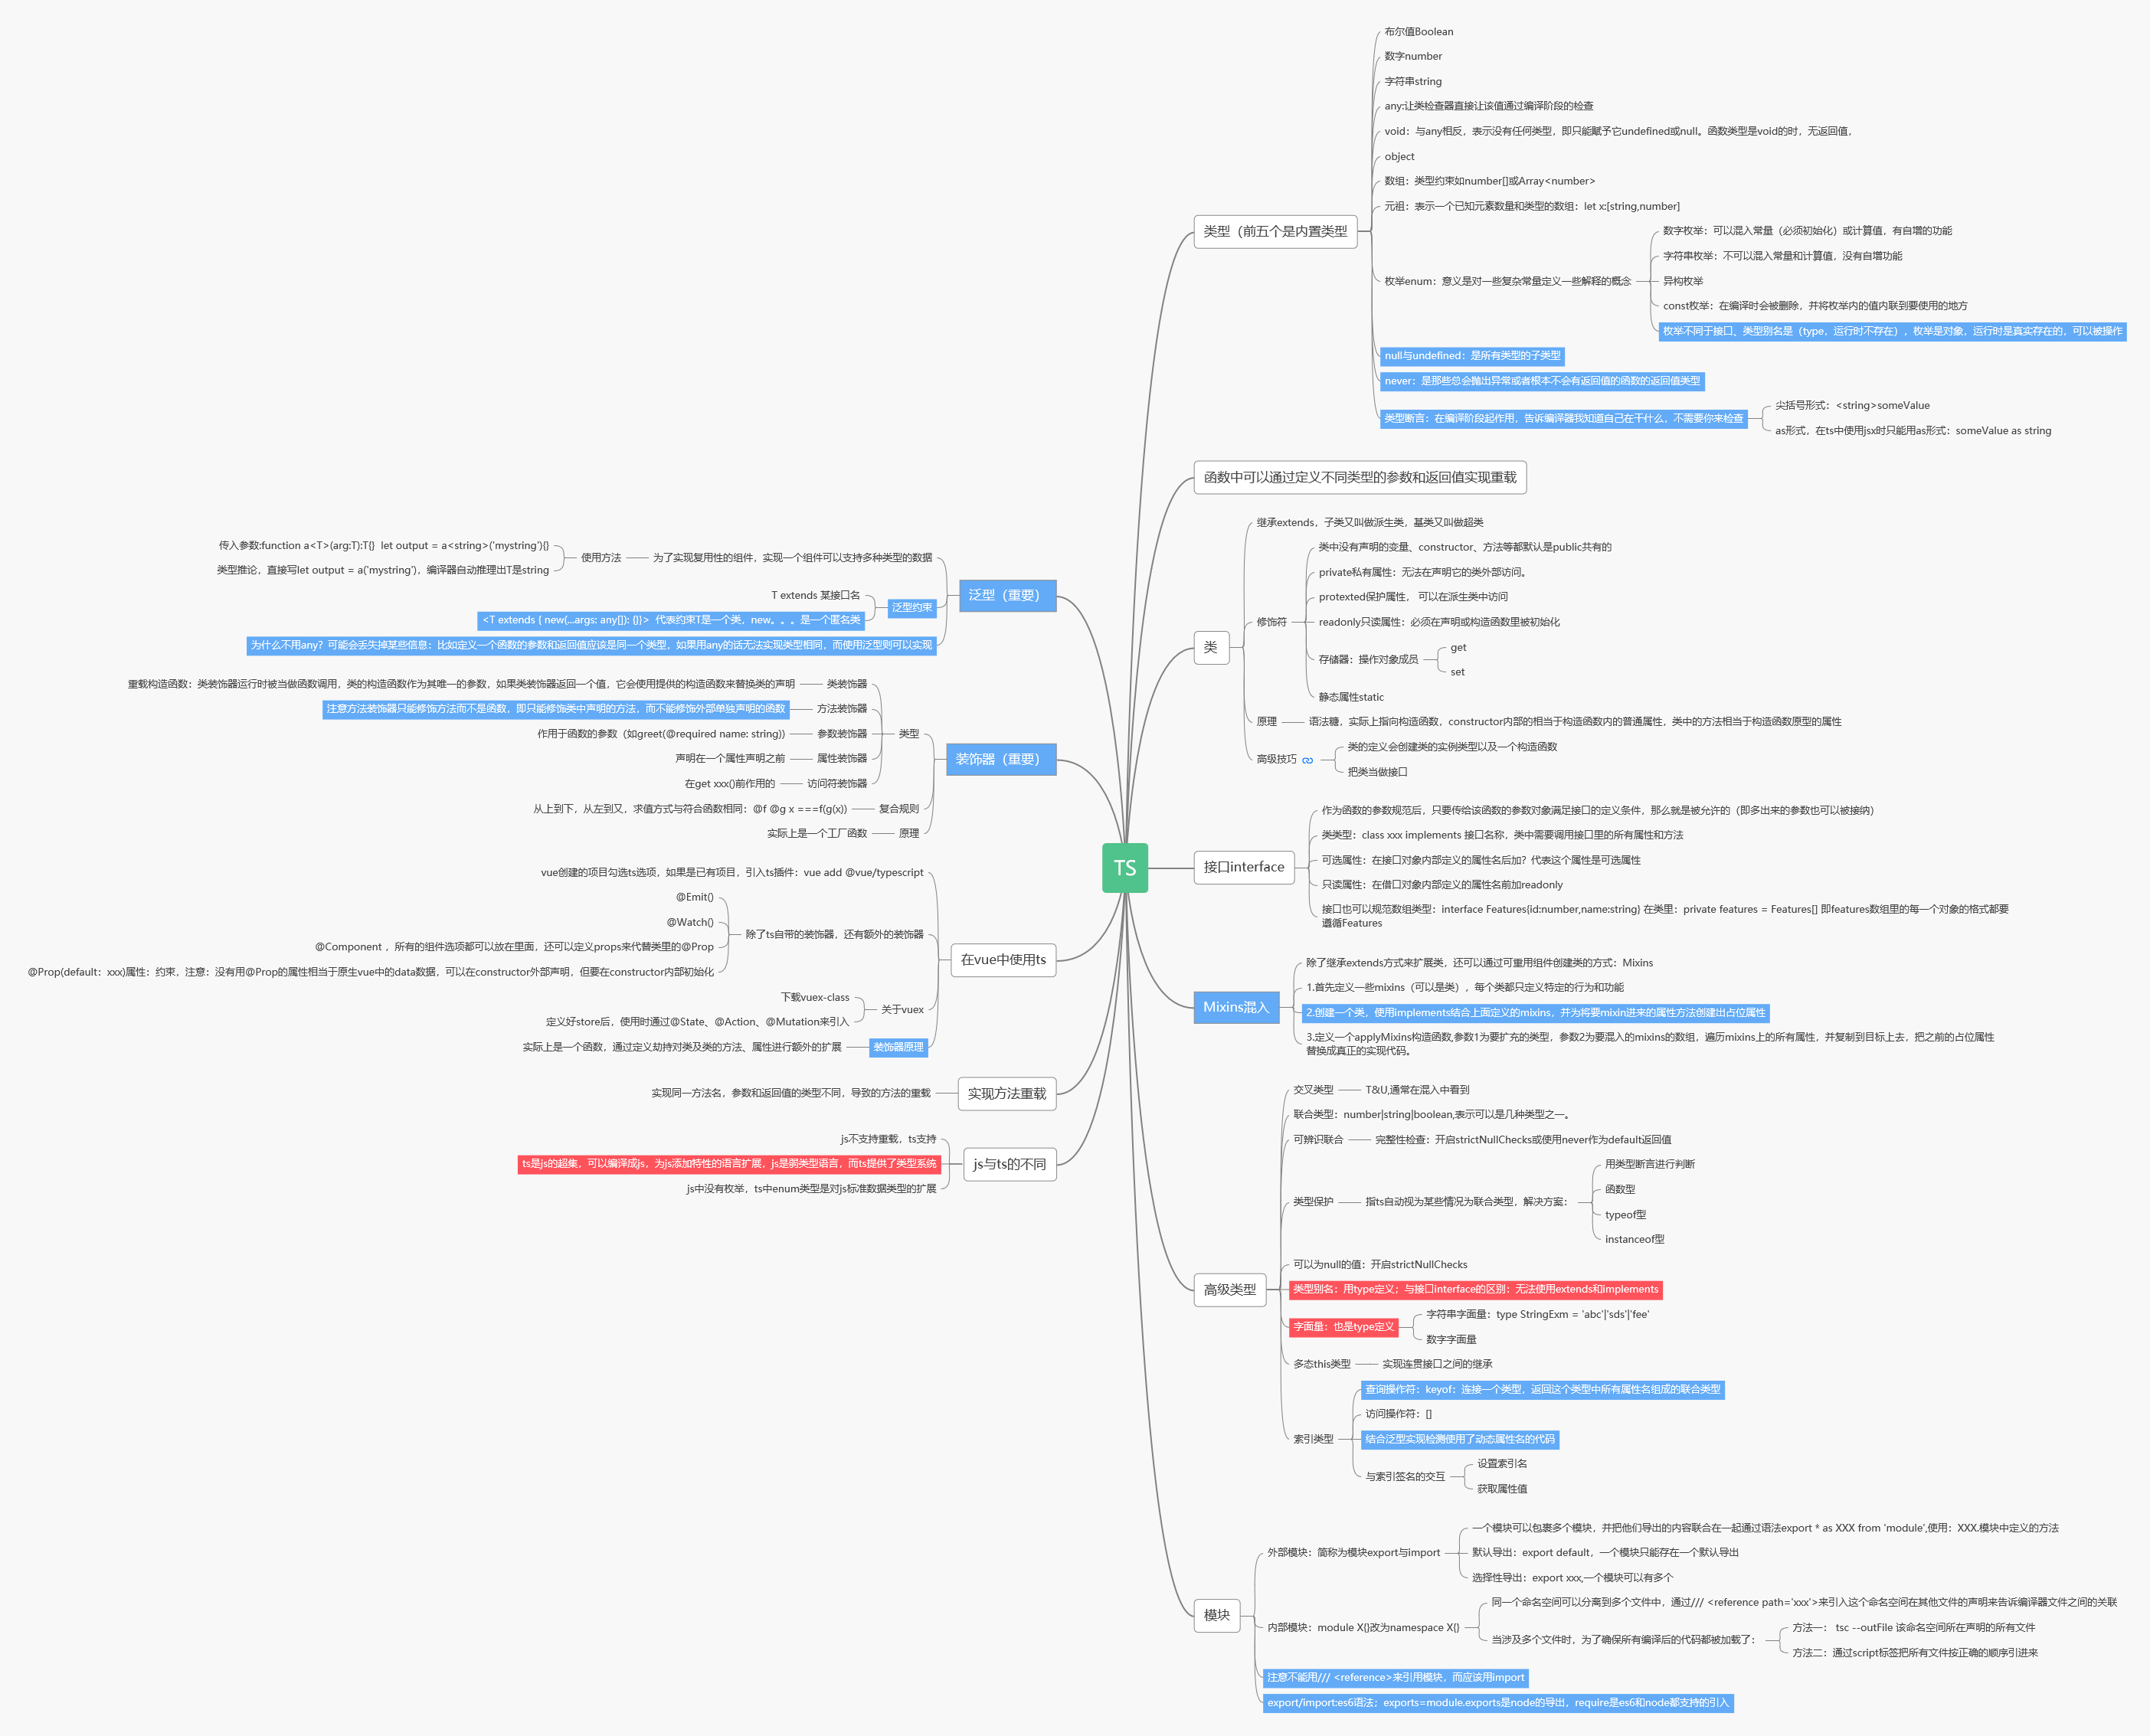 TS
类型（前五个是内置类型
布尔值Boolean
数字number
字符串string
any:让类检查器直接让该值通过编译阶段的检查
void：与any相反，表示没有任何类型，即只能赋予它undefined或null。函数类型是void的时，无返回值，
object
数组：类型约束如number[]或Array<number>
元祖：表示一个已知元素数量和类型的数组：let x:[string,number]
枚举enum：意义是对一些复杂常量定义一些解释的概念
数字枚举：可以混入常量（必须初始化）或计算值，有自增的功能
字符串枚举：不可以混入常量和计算值，没有自增功能
异构枚举
const枚举：在编译时会被删除，并将枚举内的值内联到要使用的地方
枚举不同于接口、类型别名是（type，运行时不存在），枚举是对象，运行时是真实存在的，可以被操作
null与undefined：是所有类型的子类型
never：是那些总会抛出异常或者根本不会有返回值的函数的返回值类型
类型断言：在编译阶段起作用，告诉编译器我知道自己在干什么，不需要你来检查
尖括号形式：<string>someValue
as形式，在ts中使用jsx时只能用as形式：someValue as string
函数中可以通过定义不同类型的参数和返回值实现重载
类
继承extends，子类又叫做派生类，基类又叫做超类
修饰符
类中没有声明的变量、constructor、方法等都默认是public共有的
private私有属性：无法在声明它的类外部访问。
protexted保护属性， 可以在派生类中访问
readonly只读属性：必须在声明或构造函数里被初始化
存储器：操作对象成员
get
set
静态属性static
原理
语法糖，实际上指向构造函数，constructor内部的相当于构造函数内的普通属性，类中的方法相当于构造函数原型的属性
高级技巧
类的定义会创建类的实例类型以及一个构造函数
把类当做接口
接口interface
作为函数的参数规范后，只要传给该函数的参数对象满足接口的定义条件，那么就是被允许的（即多出来的参数也可以被接纳）
类类型：class xxx implements 接口名称，类中需要调用接口里的所有属性和方法
可选属性：在接口对象内部定义的属性名后加？代表这个属性是可选属性
只读属性：在借口对象内部定义的属性名前加readonly
接口也可以规范数组类型：interface Features{id:number,name:string} 在类里：private features = Features[] 即features数组里的每一个对象的格式都要
遵循Features
Mixins混入
除了继承extends方式来扩展类，还可以通过可重用组件创建类的方式：Mixins
1.首先定义一些mixins（可以是类），每个类都只定义特定的行为和功能
2.创建一个类，使用implements结合上面定义的mixins，并为将要mixin进来的属性方法创建出占位属性
3.定义一个applyMixins构造函数,参数1为要扩充的类型，参数2为要混入的mixins的数组，遍历mixins上的所有属性，并复制到目标上去，把之前的占位属性
替换成真正的实现代码。
高级类型
交叉类型
T&U,通常在混入中看到
联合类型：number|string|boolean,表示可以是几种类型之一。
可辨识联合
完整性检查：开启strictNullChecks或使用never作为default返回值
类型保护
指ts自动视为某些情况为联合类型，解决方案：
用类型断言进行判断
函数型
typeof型
instanceof型
可以为null的值：开启strictNullChecks
类型别名：用type定义；与接口interface的区别：无法使用extends和implements
字面量：也是type定义
字符串字面量：type StringExm = 'abc'|'sds'|'fee'
数字字面量
多态this类型
实现连贯接口之间的继承
索引类型
查询操作符：keyof：连接一个类型，返回这个类型中所有属性名组成的联合类型
访问操作符：[]
结合泛型实现检测使用了动态属性名的代码
与索引签名的交互
设置索引名
获取属性值
模块
外部模块：简称为模块export与import
一个模块可以包裹多个模块，并把他们导出的内容联合在一起通过语法export * as XXX from 'module',使用：XXX.模块中定义的方法
默认导出：export default，一个模块只能存在一个默认导出
选择性导出：export xxx,一个模块可以有多个
内部模块：module X{}改为namespace X{}
同一个命名空间可以分离到多个文件中，通过/// <reference path='xxx'>来引入这个命名空间在其他文件的声明来告诉编译器文件之间的关联
当涉及多个文件时，为了确保所有编译后的代码都被加载了：
方法一： tsc --outFile 该命名空间所在声明的所有文件
方法二：通过script标签把所有文件按正确的顺序引进来
注意不能用/// <reference>来引用模块，而应该用import
export/import:es6语法；exports=module.exports是node的导出，require是es6和node都支持的引入
泛型（重要）
为了实现复用性的组件，实现一个组件可以支持多种类型的数据
使用方法
传入参数:function a<T>(arg:T):T{} let output = a<string>('mystring'){}
类型推论，直接写let output = a('mystring')，编译器自动推理出T是string
泛型约束
T extends 某接口名
<T extends { new(...args: any[]): {}}> 代表约束T是一个类，new。。。是一个匿名类
为什么不用any？可能会丢失掉某些信息：比如定义一个函数的参数和返回值应该是同一个类型，如果用any的话无法实现类型相同，而使用泛型则可以实现
装饰器（重要）
类型
类装饰器
重载构造函数：类装饰器运行时被当做函数调用，类的构造函数作为其唯一的参数，如果类装饰器返回一个值，它会使用提供的构造函数来替换类的声明
方法装饰器
注意方法装饰器只能修饰方法而不是函数，即只能修饰类中声明的方法，而不能修饰外部单独声明的函数
参数装饰器
作用于函数的参数（如greet(@required name: string)）
属性装饰器
声明在一个属性声明之前
访问符装饰器
在get xxx()前作用的
复合规则
从上到下，从左到又，求值方式与符合函数相同：@f @g x ===f(g(x))
原理
实际上是一个工厂函数
在vue中使用ts
vue创建的项目勾选ts选项，如果是已有项目，引入ts插件：vue add @vue/typescript
除了ts自带的装饰器，还有额外的装饰器
@Emit()
@Watch()
@Component ，所有的组件选项都可以放在里面，还可以定义props来代替类里的@Prop
@Prop(default：xxx)属性：约束，注意：没有用@Prop的属性相当于原生vue中的data数据，可以在constructor外部声明，但要在constructor内部初始化
关于vuex
下载vuex-class
定义好store后，使用时通过@State、@Action、@Mutation来引入
装饰器原理
实际上是一个函数，通过定义劫持对类及类的方法、属性进行额外的扩展
实现方法重载
实现同一方法名，参数和返回值的类型不同，导致的方法的重载
js与ts的不同
js不支持重载，ts支持
ts是js的超集，可以编译成js，为js添加特性的语言扩展，js是弱类型语言，而ts提供了类型系统
js中没有枚举，ts中enum类型是对js标准数据类型的扩展